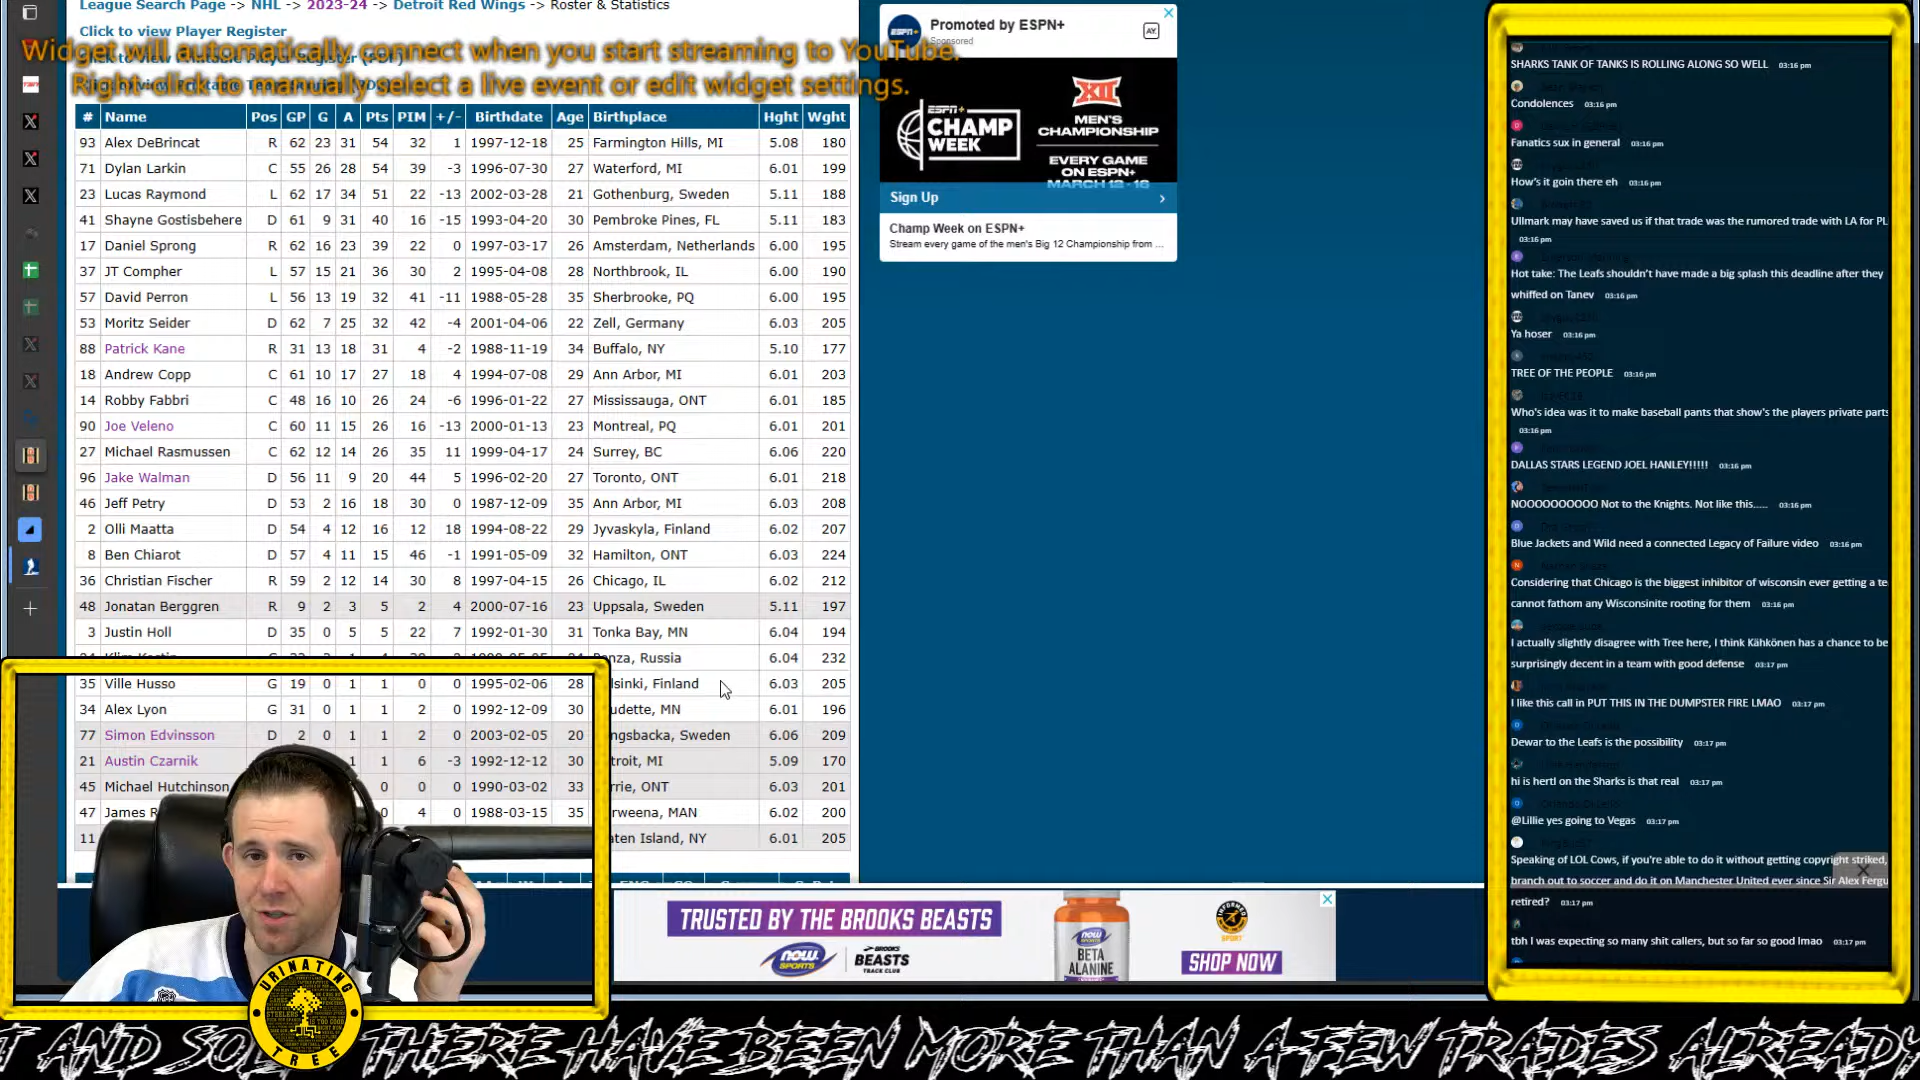 League Search Page -> NHL -> 2023-24 -> Detroit Red Wings -> Roster & Statistics
Click to view Player Register
Widget will automatically connect when you start streaming to YouTube.
Right-click to manually select a live event or edit widget settings.
# Name Pos GP G A Pts PIM +/- Birthdate Age Birthplace Hght Wght
93 Alex DeBrincat R 62 23 31 54 32 1 1997-12-18 25 Farmington Hills, MI 5.08 180
71 Dylan Larkin C 55 26 28 54 39 -3 1996-07-30 27 Waterford, MI 6.01 199
23 Lucas Raymond L 62 17 34 51 22 -13 2002-03-28 21 Gothenburg, Sweden 5.11 188
41 Shayne Gostisbehere D 61 9 31 40 16 -15 1993-04-20 30 Pembroke Pines, FL 5.11 183
17 Daniel Sprong R 62 16 23 39 22 0 1997-03-17 26 Amsterdam, Netherlands 6.00 195
37 JT Compher L 57 15 21 36 30 2 1995-04-08 28 Northbrook, IL 6.00 190
57 David Perron L 56 13 19 32 41 -11 1988-05-28 35 Sherbrooke, PQ 6.00 195
53 Moritz Seider D 62 7 25 32 42 -4 2001-04-06 22 Zell, Germany 6.03 205
88 Patrick Kane R 31 13 18 31 4 -2 1988-11-19 34 Buffalo, NY 5.10 177
18 Andrew Copp C 61 10 17 27 18 4 1994-07-08 29 Ann Arbor, MI 6.01 203
14 Robby Fabbri C 48 16 10 26 24 -6 1996-01-22 27 Mississauga, ONT 6.01 185
90 Joe Veleno C 60 11 15 26 16 -13 2000-01-13 23 Montreal, PQ 6.01 201
27 Michael Rasmussen C 62 12 14 26 35 11 1999-04-17 24 Surrey, BC 6.06 220
96 Jake Walman D 56 11 9 20 44 5 1996-02-20 27 Toronto, ONT 6.01 218
46 Jeff Petry D 53 2 16 18 30 0 1987-12-09 35 Ann Arbor, MI 6.03 208
2 Olli Maatta D 54 4 12 16 12 18 1994-08-22 29 Jyvaskyla, Finland 6.02 207
8 Ben Chiarot D 57 4 11 15 46 -1 1991-05-09 32 Hamilton, ONT 6.03 224
36 Christian Fischer R 59 2 12 14 30 8 1997-04-15 26 Chicago, IL 6.02 212
48 Jonatan Berggren R 9 2 3 5 2 4 2000-07-16 23 Uppsala, Sweden 5.11 197
3 Justin Holl D 35 0 5 5 22 7 1992-01-30 31 Tonka Bay, MN 6.04 194
nza, Russia 6.04 232
35 Ville Husso G 19 0 1 1 0 0 1995-02-06 28 lsinki, Finland 6.03 205
34 Alex Lyon G 31 0 1 1 2 0 1992-12-09 30 udette, MN 6.01 196
77 Simon Edvinsson D 2 0 1 1 2 0 2003-02-05 20 ngsbacka, Sweden 6.06 209
21 Austin Czarnik 1 1 6 -3 1992-12-12 30 troit, MI 5.09 170
45 Michael Hutchinson 0 0 0 1990-03-02 33 rrie, ONT 6.03 201
47 James R 0 4 0 1988-03-15 35 rweena, MAN 6.02 200
11 aten Island, NY 6.01 205
Promoted by ESPN+
Sponsored
ESPN+
CHAMP WEEK
XII
MEN'S CHAMPIONSHIP
EVERY GAME ON ESPN+
MARCH 12-16
Sign Up
Champ Week on ESPN+
Stream every game of the men's Big 12 Championship from ...
SHARKS TANK OF TANKS IS ROLLING ALONG SO WELL 03:16 pm
Condolences 03:16 pm
Fanatics sux in general 03:16 pm
How's it goin there eh 03:16 pm
Ullmark may have saved us if that trade was the rumored trade with LA for PL
03:16 pm
Hot take: The Leafs shouldn't have made a big splash this deadline after they
whiffed on Tanev 03:16 pm
Ya hoser 03:16 pm
TREE OF THE PEOPLE 03:16 pm
Who's idea was it to make baseball pants that show's the players private parts
03:16 pm
DALLAS STARS LEGEND JOEL HANLEY!!!!! 03:16 pm
NOOOOOOOOOO Not to the Knights. Not like this..... 03:16 pm
Blue Jackets and Wild need a connected Legacy of Failure video 03:16 pm
Considering that Chicago is the biggest inhibitor of wisconsin ever getting a te
cannot fathom any Wisconsinite rooting for them 03:16 pm
I actually slightly disagree with Tree here, I think Kähkönen has a chance to be
surprisingly decent in a team with good defense 03:17 pm
I like this call in PUT THIS IN THE DUMPSTER FIRE LMAO 03:17 pm
Dewar to the Leafs is the possibility 03:17 pm
hi is hertl on the Sharks is that real 03:17 pm
@Lillie yes going to Vegas 03:17 pm
Speaking of LOL Cows, if you're able to do it without getting copyright striked,
branch out to soccer and do it on Manchester United ever since Sir Alex Fergu
retired? 03:17 pm
tbh I was expecting so many shit callers, but so far so good lmao 03:17 pm
TRUSTED BY THE BROOKS BEASTS
NOW SPORTS
BROOKS BEASTS TRACK CLUB
NOW SPORTS
BETA ALANINE
INFORMED SPORT
SHOP NOW
URINATING TREE
T AND SO THERE HAVE BEEN MORE THAN A FEW TRADES ALREADY